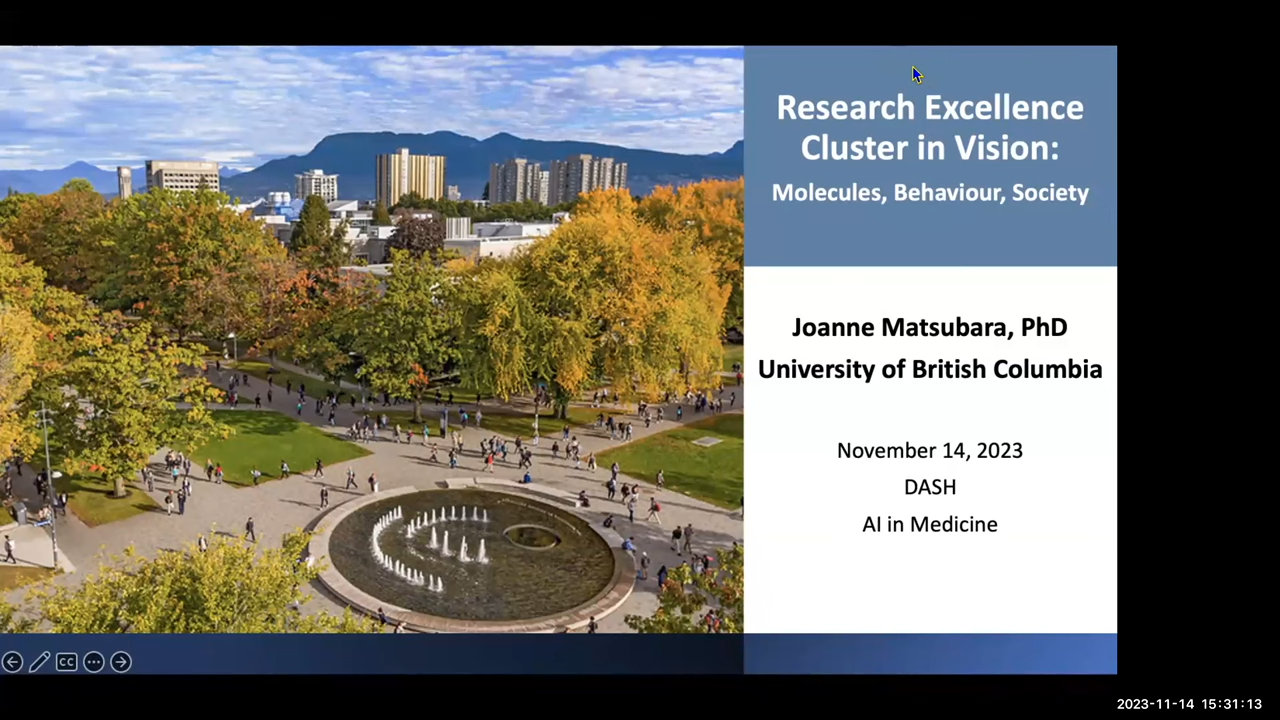 Research Excellence
Cluster in Vision:
Molecules, Behaviour, Society
Joanne Matsubara, PhD
University of British Columbia
November 14, 2023
DASH
AI in Medicine
CC
2023-11-14 15:31:13